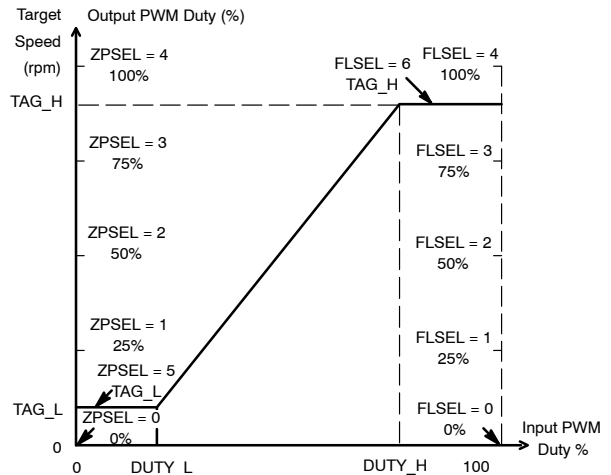 Target
Speed
(rpm)
Output PWM Duty (%)
ZPSEL = 4
100%
FLSEL = 6
TAG_H
FLSEL = 4
100%
TAG_H
ZPSEL = 3
75%
FLSEL = 3
75%
ZPSEL = 2
50%
FLSEL = 2
50%
ZPSEL = 1
25%
FLSEL = 1
25%
ZPSEL = 5
TAG_L
TAG_L
ZPSEL = 0
0%
FLSEL = 0
0%
Input PWM
Duty %
0
0
DUTY_L
DUTY_H
100